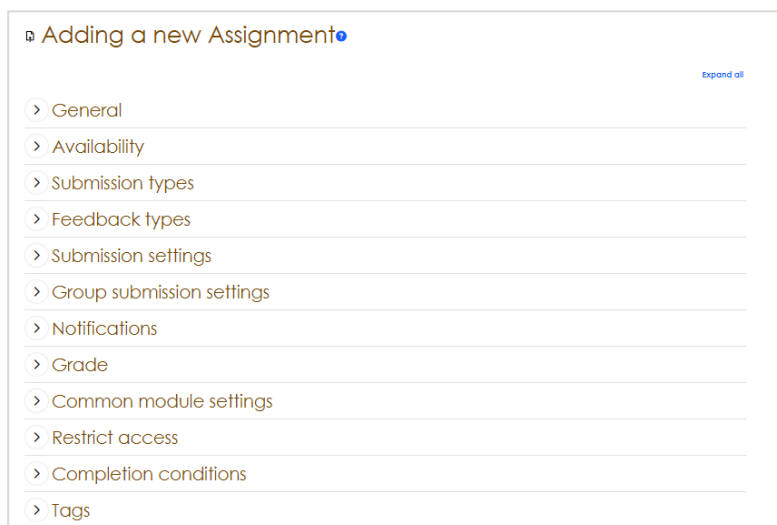 Adding a new Assignment
Expand all
General
Availability
Submission types
Feedback types
Submission settings
Group submission settings
Notifications
Grade
Common module settings
Restrict access
Completion conditions
Tags